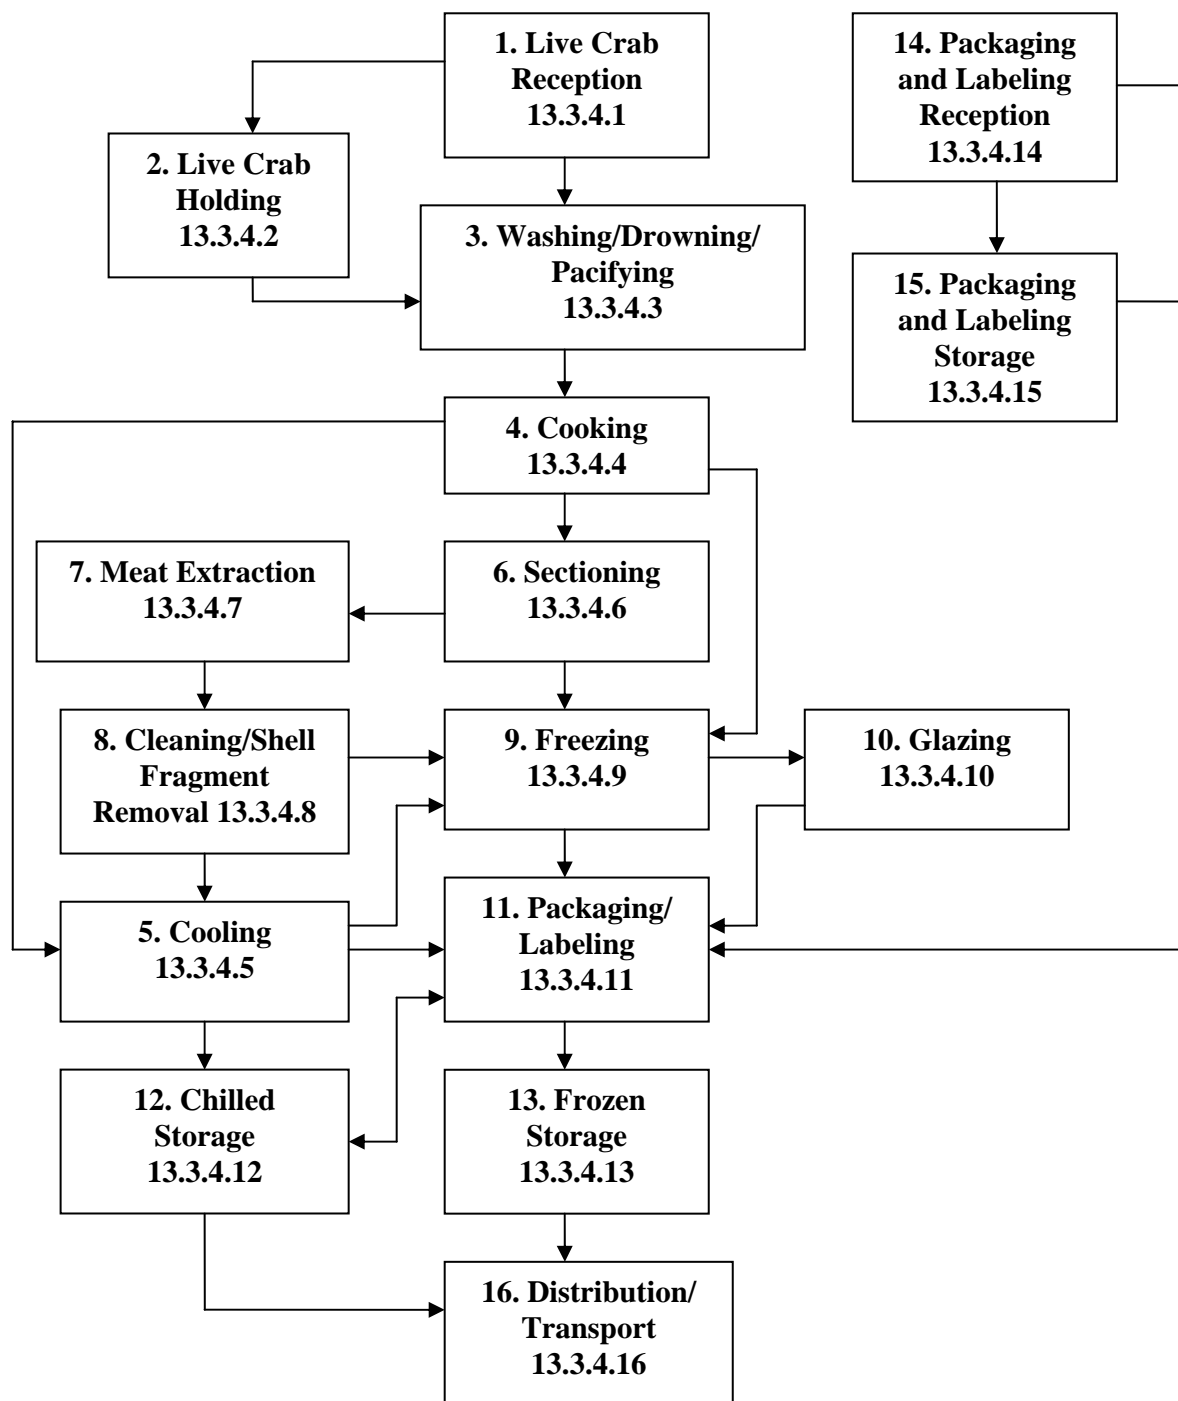 1. Live Crab
Reception
13.3.4.1
2. Live Crab
Holding
13.3.4.2
3. Washing/Drowning/
Pacifying
13.3.4.3
14. Packaging
and Labeling
Reception
13.3.4.14
15. Packaging
and Labeling
Storage
13.3.4.15
4. Cooking
13.3.4.4
7. Meat Extraction
13.3.4.7
6. Sectioning
13.3.4.6
8. Cleaning/Shell
Fragment
Removal 13.3.4.8
9. Freezing
13.3.4.9
10. Glazing
13.3.4.10
5. Cooling
13.3.4.5
11. Packaging/
Labeling
13.3.4.11
12. Chilled
Storage
13.3.4.12
13. Frozen
Storage
13.3.4.13
16. Distribution/
Transport
13.3.4.16